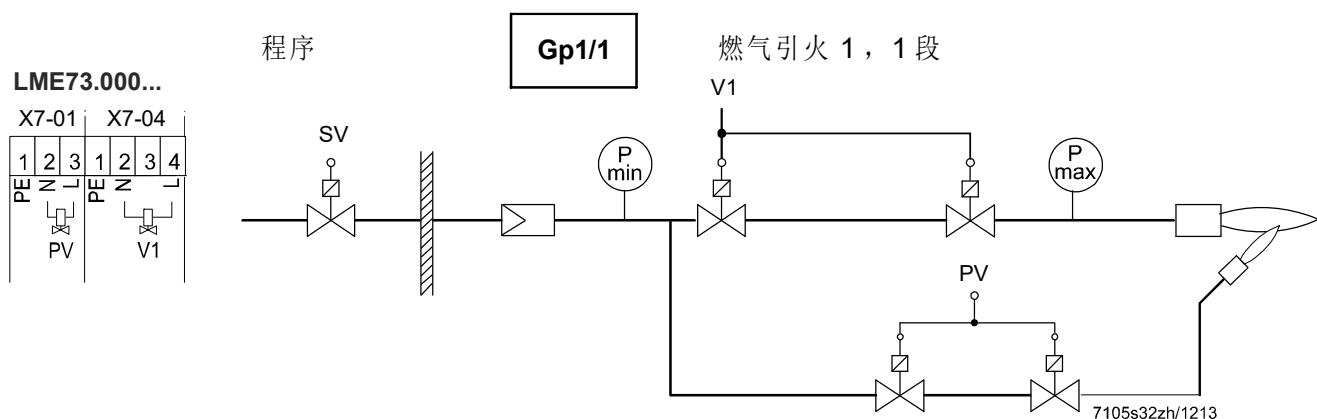 程序
Gp1/1
燃气引火 1，1段
LME73.000...
X7-01 X7-04
1 2 3 1 2 3 4
PE N L PE N L
PV V1
SV
P min
V1
P max
PV
7105s32zh/1213